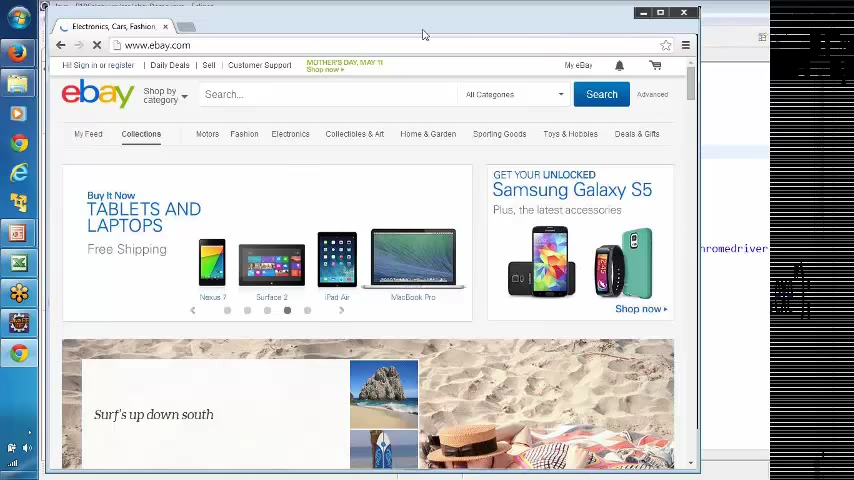 Electronics, Cars, Fashion,
www.ebay.com
Hi! Sign in or register
Daily Deals
Sell
Customer Support
MOTHER'S DAY, MAY 11
Shop now
My eBay
ebay
Shop by
category
Search...
All Categories
Search
Advanced
My Feed
Collections
Motors
Fashion
Electronics
Collectibles & Art
Home & Garden
Sporting Goods
Toys & Hobbies
Deals & Gifts
Buy It Now
TABLETS AND
LAPTOPS
Free Shipping
Nexus 7
Surface 2
iPad Air
MacBook Pro
GET YOUR UNLOCKED
Samsung Galaxy S5
Plus, the latest accessories
Shop now
hromedriver
Surf's up down south